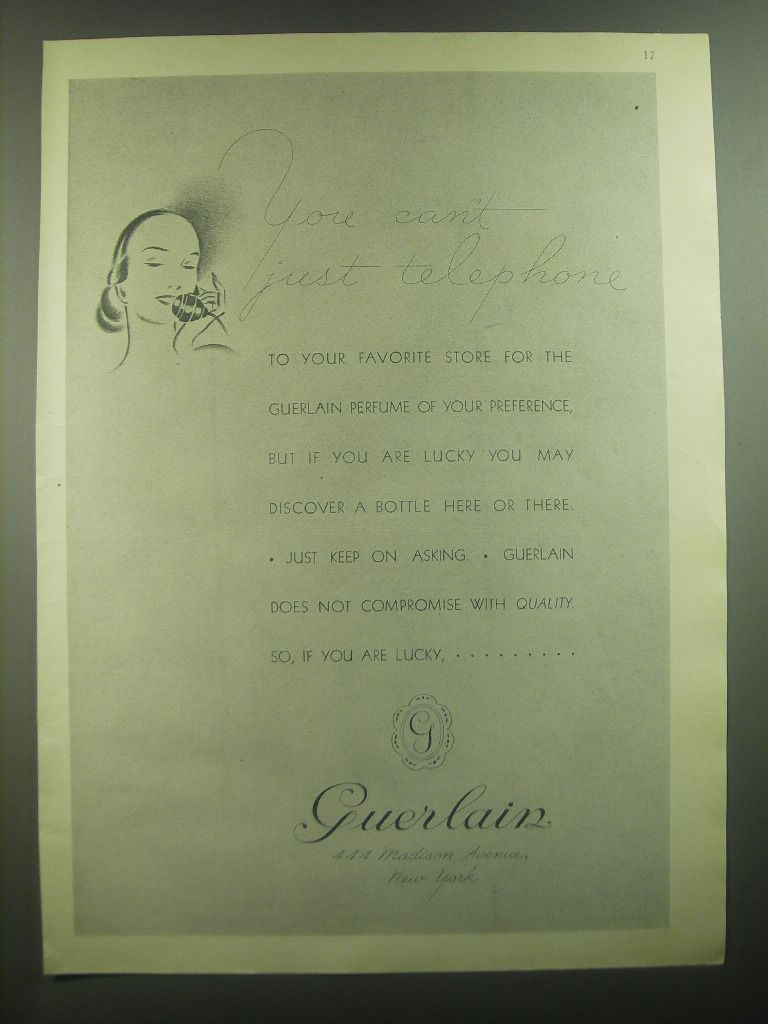 17
You can't
just telephone
TO YOUR FAVORITE STORE FOR THE
GUERLAIN PERFUME OF YOUR PREFERENCE,
BUT IF YOU ARE LUCKY YOU MAY
DISCOVER A BOTTLE HERE OR THERE.
• JUST KEEP ON ASKING. • GUERLAIN
DOES NOT COMPROMISE WITH QUALITY.
SO, IF YOU ARE LUCKY, . . . . . . . . . .
G
Guerlain
444 Madison Avenue,
New York